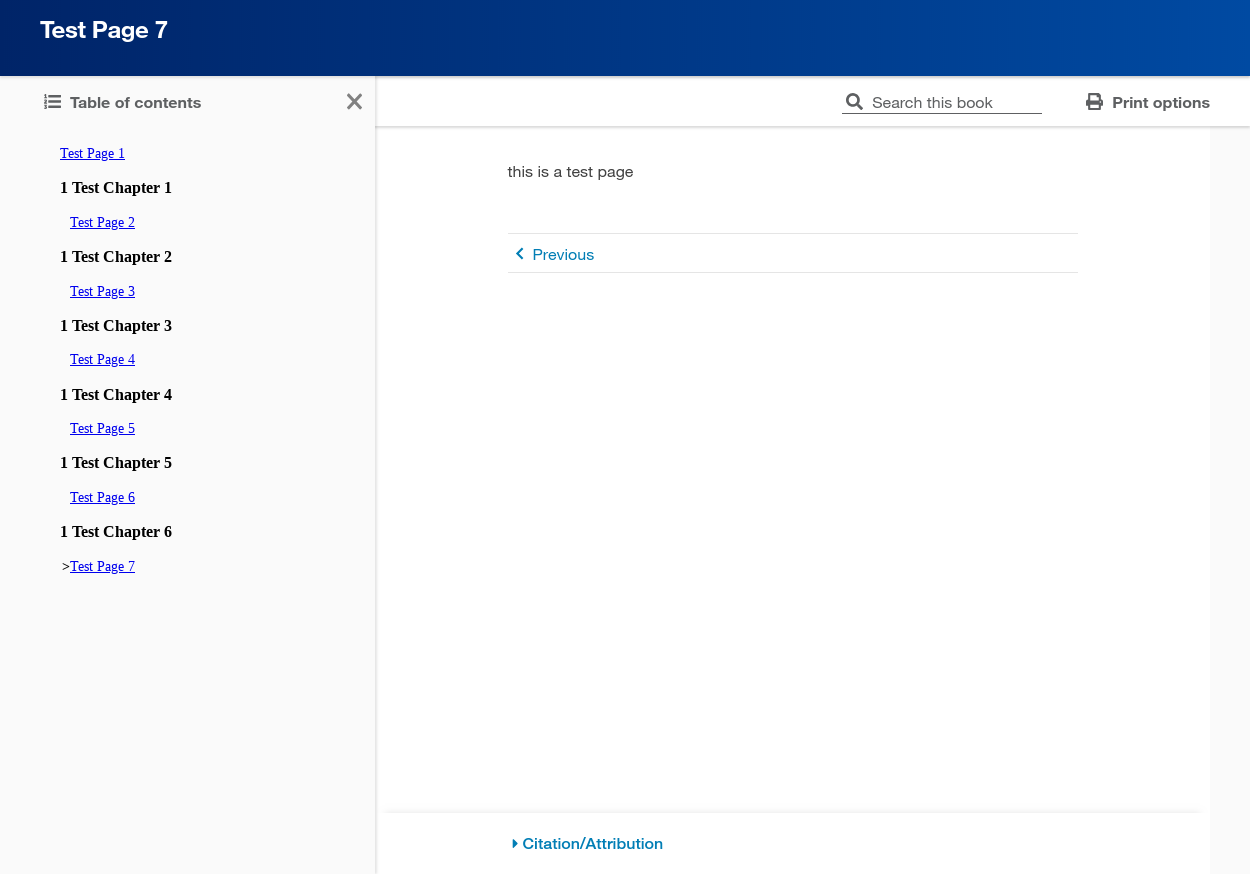 Test Page 7
Table of contents
Search this book
Print options
Test Page 1
1 Test Chapter 1
Test Page 2
1 Test Chapter 2
Test Page 3
1 Test Chapter 3
Test Page 4
1 Test Chapter 4
Test Page 5
1 Test Chapter 5
Test Page 6
1 Test Chapter 6
>Test Page 7
this is a test page
Previous
Citation/Attribution